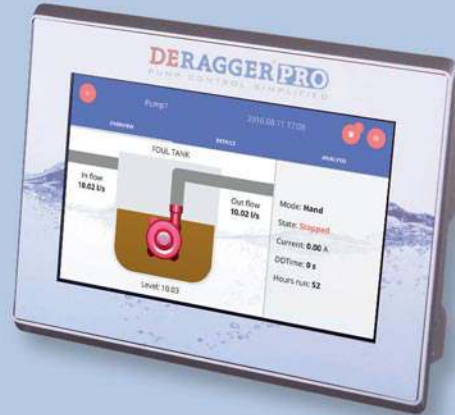 DERAGGER PRO
PUMP CONTROL SIMPLIFIED
Pump1
2016.08.11 17:08
OVERVIEW
DETAILS
ANALYSIS
FOUL TANK
In flow
18.02 l/s
Out flow
10.02 l/s
Level: 10.03
Mode: Hand
State: Stopped
Current: 0.00 A
DDTime: 0 s
Hours run: 52